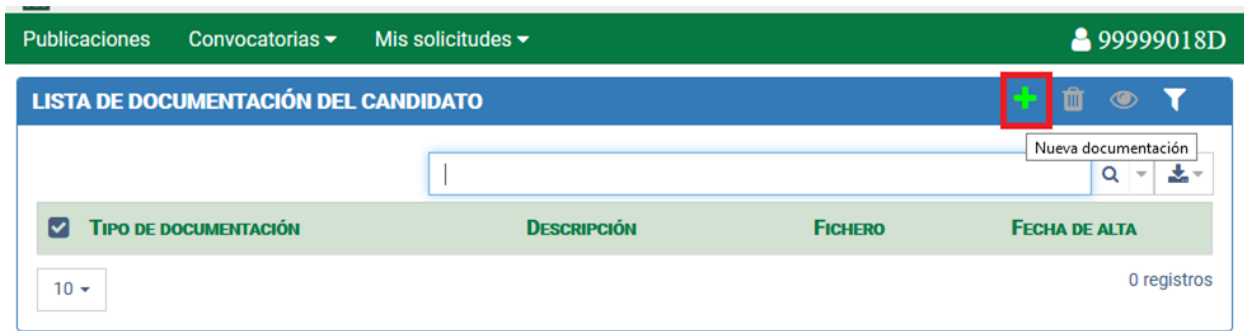 Publicaciones Convocatorias Mis solicitudes 99999018D
LISTA DE DOCUMENTACIÓN DEL CANDIDATO
Nueva documentación
TIPO DE DOCUMENTACIÓN DESCRIPCIÓN FICHERO FECHA DE ALTA
10 0 registros